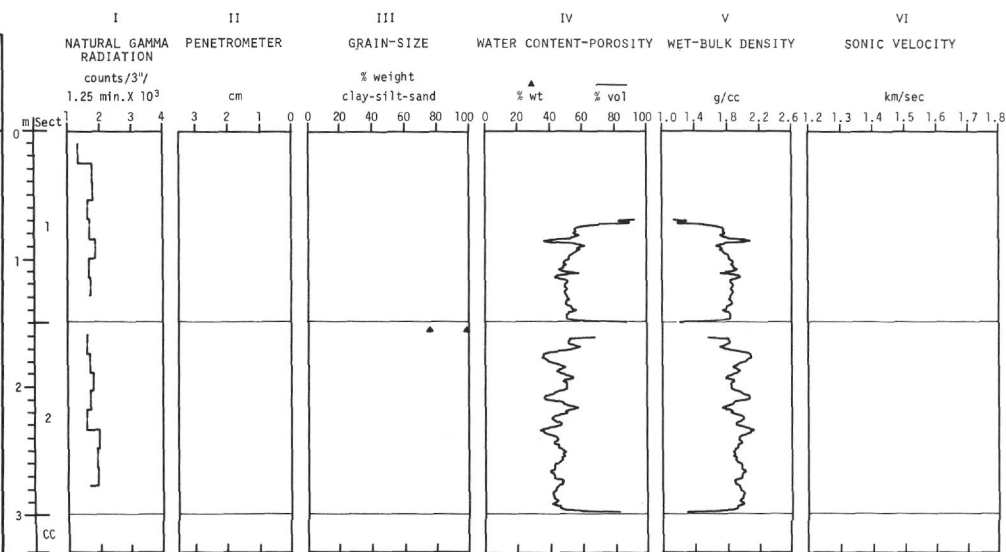 I II III IV V VI
NATURAL GAMMA PENETROMETER GRAIN-SIZE WATER CONTENT-POROSITY WET-BULK DENSITY SONIC VELOCITY
RADIATION
counts/3"/ % weight ▲ —
1.25 min.X 10³ cm clay-silt-sand % wt % vol g/cc km/sec
m Sect 1 2 3 4 3 2 1 0 0 20 40 60 80 100 0 20 40 60 80 100 1.0 1.4 1.8 2.2 2.6 1.2 1.3 1.4 1.5 1.6 1.7 1.8
0
1
1
2
2
3
CC